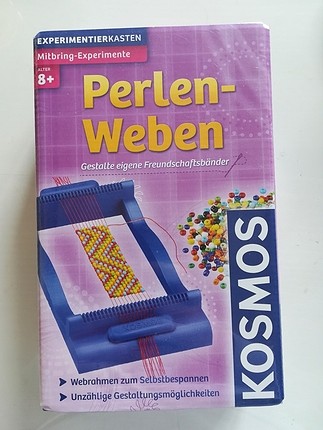 EXPERIMENTIERKASTEN
Mitbring-Experimente
ALTER
8+
Perlen-
Weben
Gestalte eigene Freundschaftsbänder
KOSMOS
Webrahmen zum Selbstbespannen
Unzählige Gestaltungsmöglichkeiten